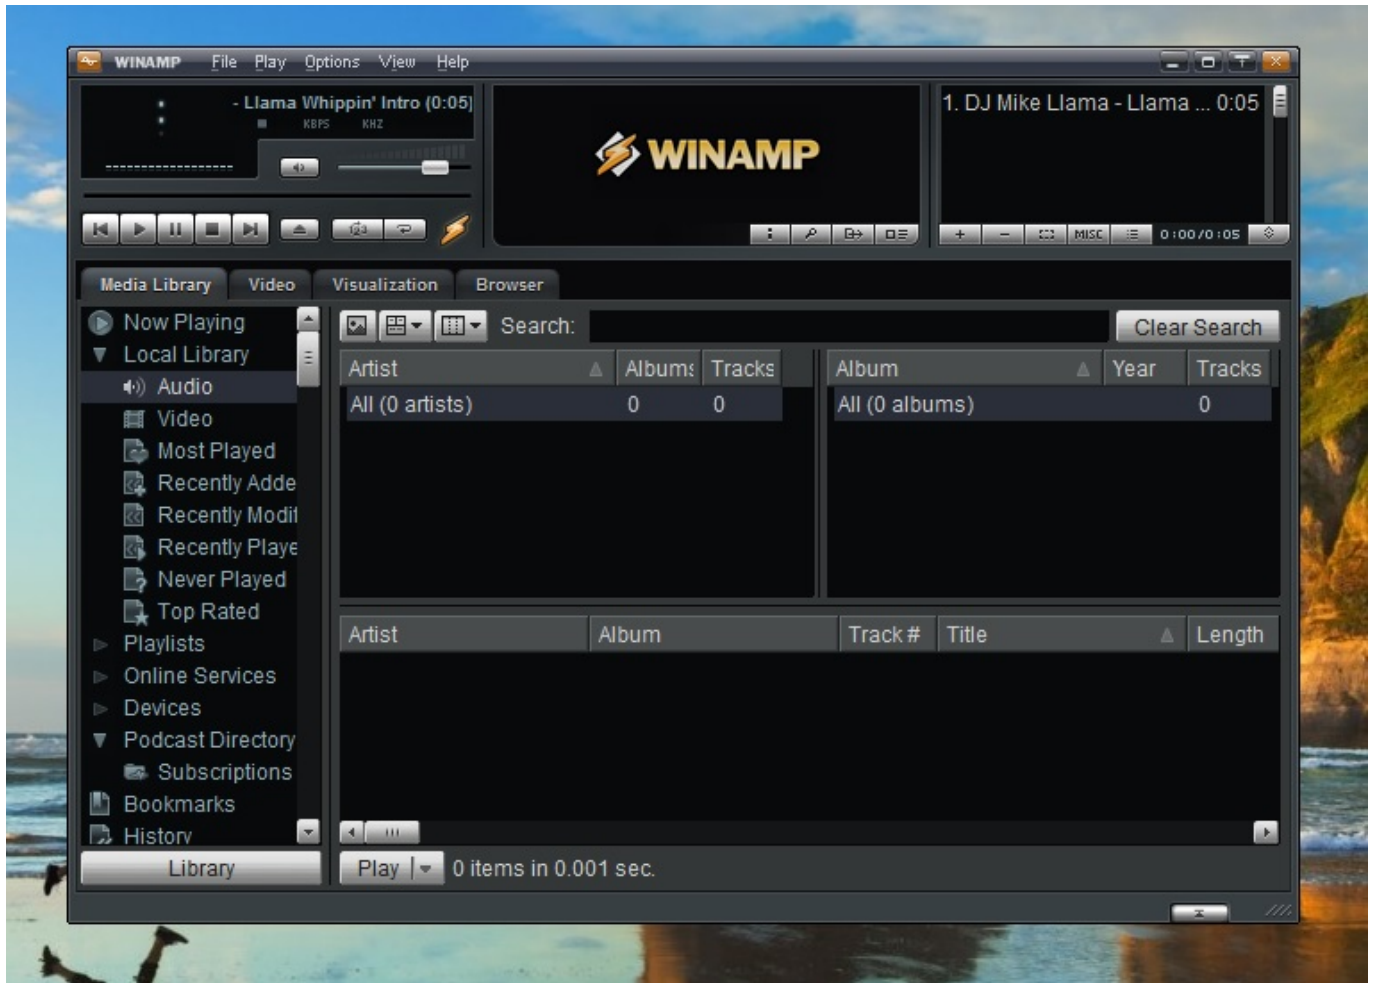 WINAMP File Play Options View Help
- Llama Whippin' Intro (0:05)
KBPS KHZ
WINAMP
1. DJ Mike Llama - Llama ... 0:05
MISC 0:00/0:05
Media Library Video Visualization Browser
Now Playing
Local Library
Audio
Video
Most Played
Recently Adde
Recently Modif
Recently Playe
Never Played
Top Rated
Playlists
Online Services
Devices
Podcast Directory
Subscriptions
Bookmarks
History
Library
Search: Clear Search
Artist Albums Tracks
All (0 artists) 0 0
Album Year Tracks
All (0 albums) 0
Artist Album Track # Title Length
Play 0 items in 0.001 sec.